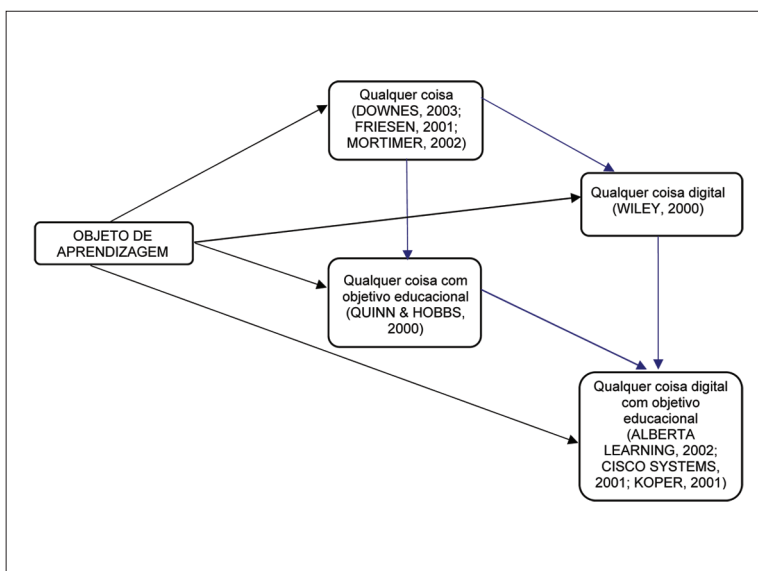 Qualquer coisa
(DOWNES, 2003;
FRIESEN, 2001;
MORTIMER, 2002)
Qualquer coisa digital
(WILEY, 2000)
OBJETO DE
APRENDIZAGEM
Qualquer coisa com
objetivo educacional
(QUINN & HOBBS,
2000)
Qualquer coisa digital
com objetivo
educacional
(ALBERTA
LEARNING, 2002;
CISCO SYSTEMS,
2001; KOPER, 2001)